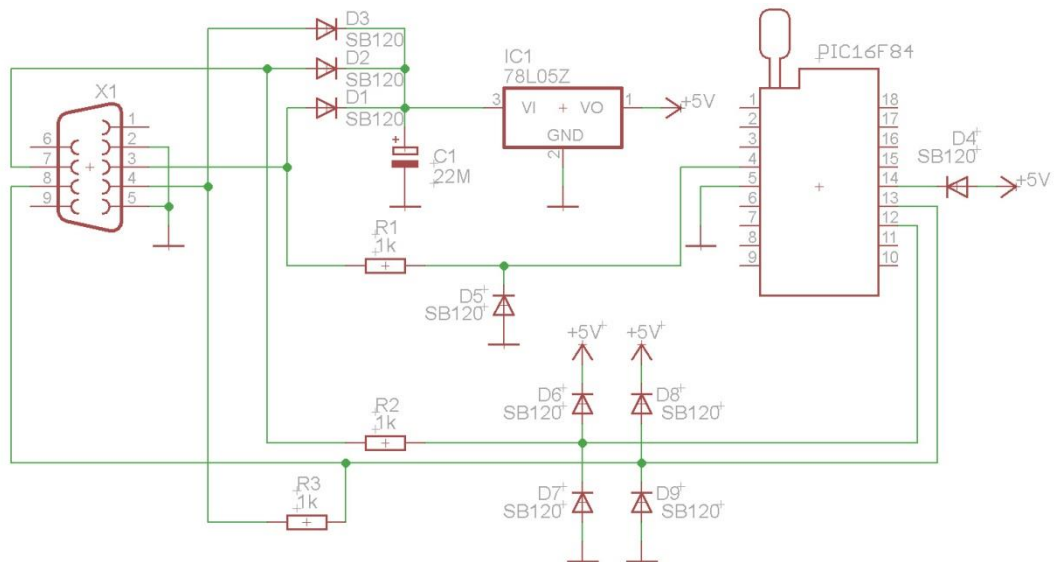 D3
SB120
D2
SB120
D1
SB120
IC1
78L05Z
3
VI
VO
1
+5V
GND
2
C1
22M
X1
1
6
2
7
3
8
4
9
5
PIC16F84
1
18
2
17
3
16
4
15
5
14
6
13
7
12
8
11
9
10
D4
SB120
+5V
R1
1k
D5
SB120
+5V
+5V
D6
SB120
D8
SB120
R2
1k
R3
1k
D7
SB120
D9
SB120